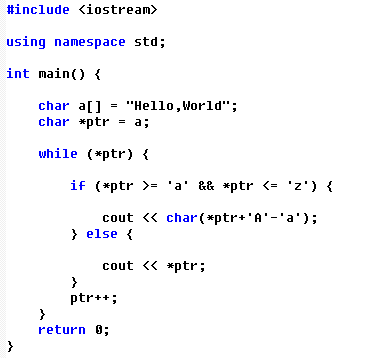 #include <iostream>
using namespace std;
int main() {
char a[] = "Hello,World";
char *ptr = a;
while (*ptr) {
if (*ptr >= 'a' && *ptr <= 'z') {
cout << char(*ptr+'A'-'a');
} else {
cout << *ptr;
}
ptr++;
}
return 0;
}